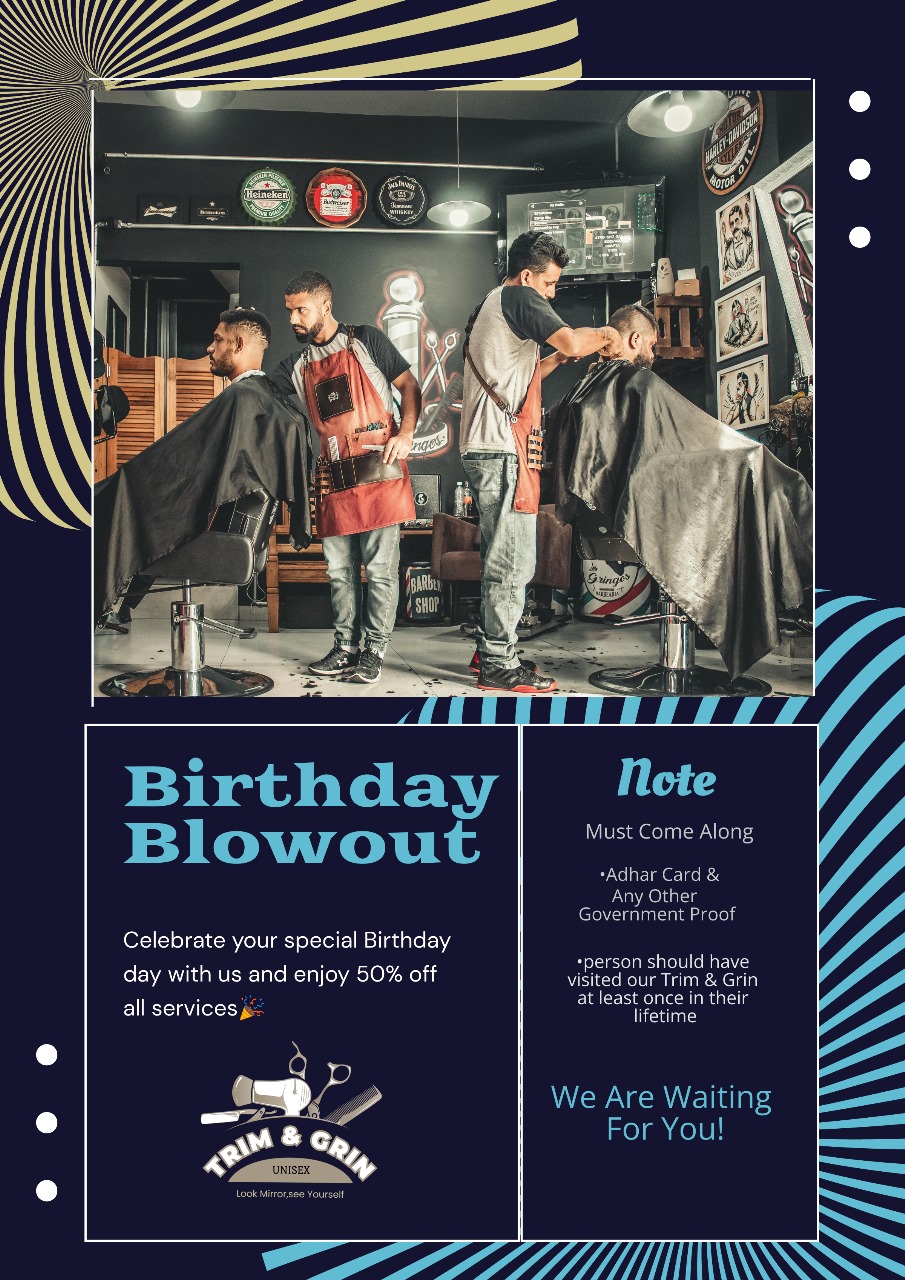 HARLEY-DAVIDSON
MOTOR OIL
Heineken
Budweiser
JACK DANIEL'S
Tennessee
WHISKEY
BARBER
SHOP
Gringos
Birthday
Blowout
Celebrate your special Birthday
day with us and enjoy 50% off
all services🎉
TRIM & GRIN
UNISEX
Look Mirror,see Yourself
Note
Must Come Along
•Adhar Card &
Any Other
Government Proof
•person should have
visited our Trim & Grin
at least once in their
lifetime
We Are Waiting
For You!